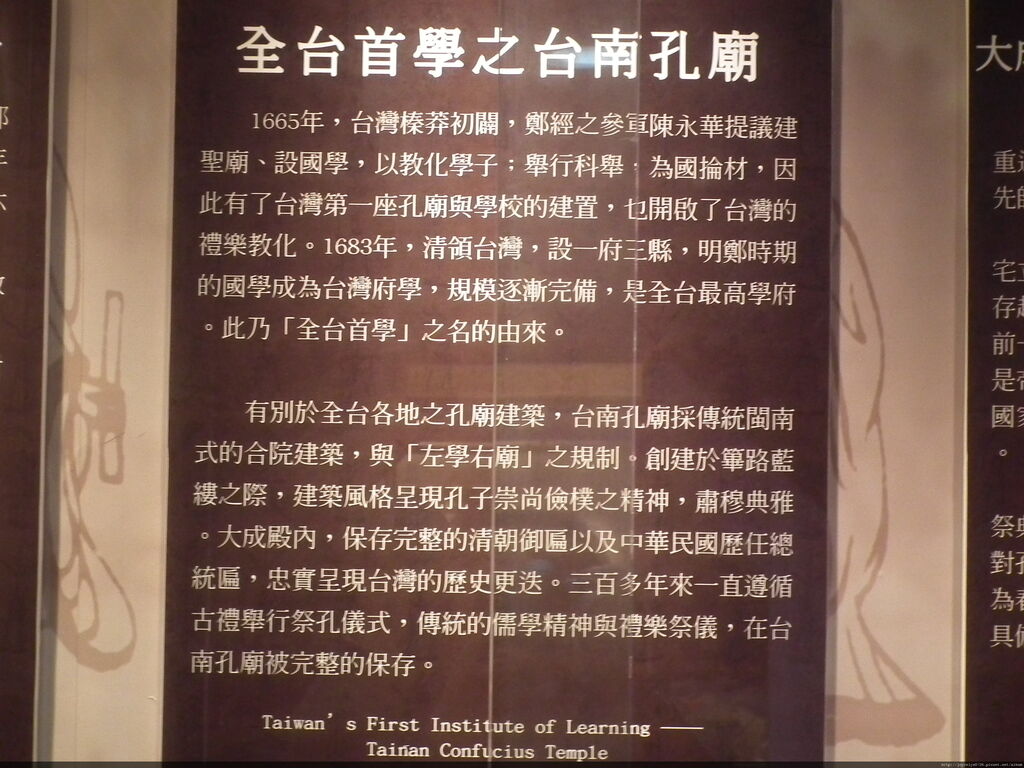 全台首學之台南孔廟
1665年，台灣榛莽初闢，鄭經之參軍陳永華提議建
聖廟、設國學，以教化學子；舉行科舉，為國掄材，因
此有了台灣第一座孔廟與學校的建置，也開啟了台灣的
禮樂教化。1683年，清領台灣，設一府三縣，明鄭時期
的國學成為台灣府學，規模逐漸完備，是全台最高學府
。此乃「全台首學」之名的由來。
有別於全台各地之孔廟建築，台南孔廟採傳統閩南
式的合院建築，與「左學右廟」之規制。創建於篳路藍
縷之際，建築風格呈現孔子崇尚儉樸之精神，肅穆典雅
。大成殿內，保存完整的清朝御匾以及中華民國歷任總
統匾，忠實呈現台灣的歷史更迭。三百多年來一直遵循
古禮舉行祭孔儀式，傳統的儒學精神與禮樂祭儀，在台
南孔廟被完整的保存。
Taiwan's First Institute of Learning ——
Tainan Confucius Temple
大
重
先
宅
存
前一
是
國
。
祭
對孔
為
具